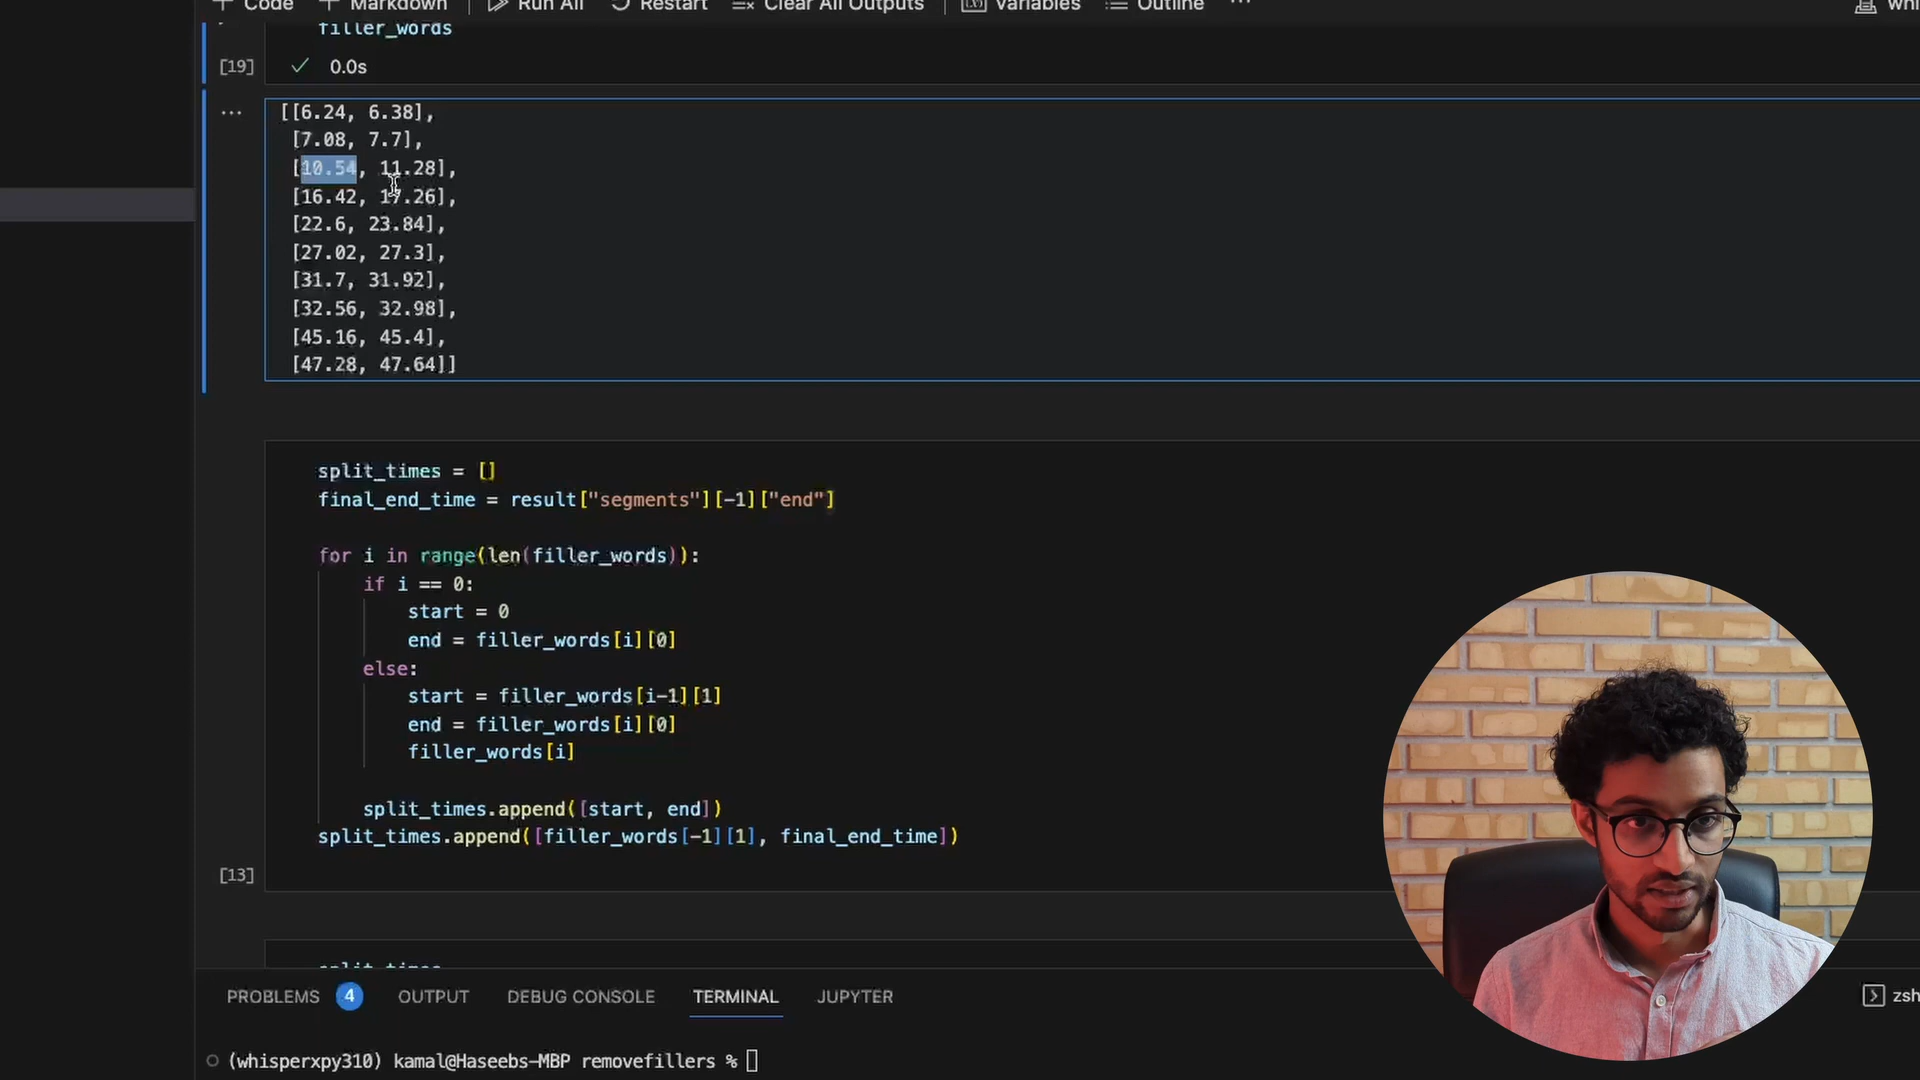 Code
Markdown
Run All
Restart
Clear All Outputs
Variables
Outline
...
whi
filler_words
[19]
0.0s
...
[[6.24, 6.38],
[7.08, 7.7],
[10.54, 11.28],
[16.42, 17.26],
[22.6, 23.84],
[27.02, 27.3],
[31.7, 31.92],
[32.56, 32.98],
[45.16, 45.4],
[47.28, 47.64]]
split_times = []
final_end_time = result["segments"][-1]["end"]
for i in range(len(filler_words)):
if i == 0:
start = 0
end = filler_words[i][0]
else:
start = filler_words[i-1][1]
end = filler_words[i][0]
filler_words[i]
split_times.append([start, end])
split_times.append([filler_words[-1][1], final_end_time])
[13]
split_times
PROBLEMS 4
OUTPUT
DEBUG CONSOLE
TERMINAL
JUPYTER
zsh
(whisperxpy310) kamal@Haseebs-MBP removefillers %